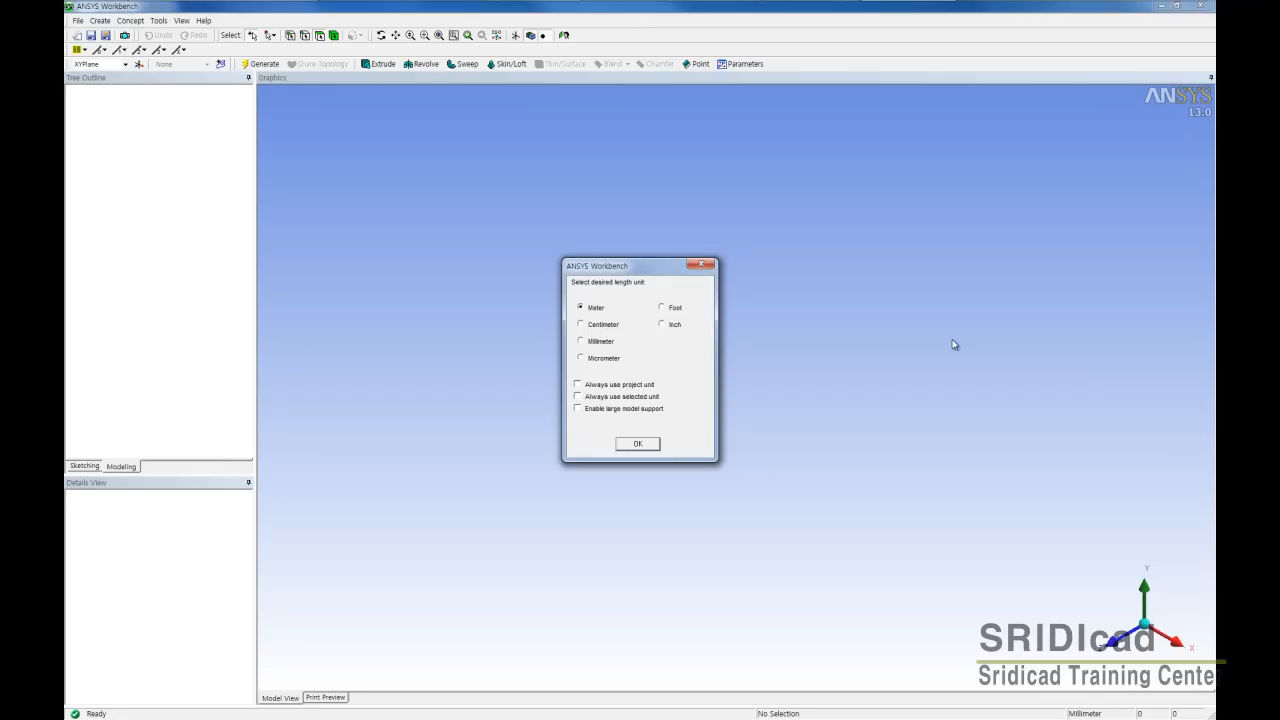 ANSYS Workbench
File Create Concept Tools View Help
Undo Redo Select:
XYPlane None Generate Share Topology Extrude Revolve Sweep Skin/Loft Thin/Surface Blend Chamfer Point Parameters
Tree Outline Graphics
ANSYS
13.0
ANSYS Workbench
Select desired length unit:
Meter Foot
Centimeter Inch
Millimeter
Micrometer
Always use project unit
Always use selected unit
Enable large model support
OK
Sketching Modeling
Details View
Y
X
SRIDIcad
Sridicad Training Center
Model View Print Preview
Ready No Selection Millimeter 0 0